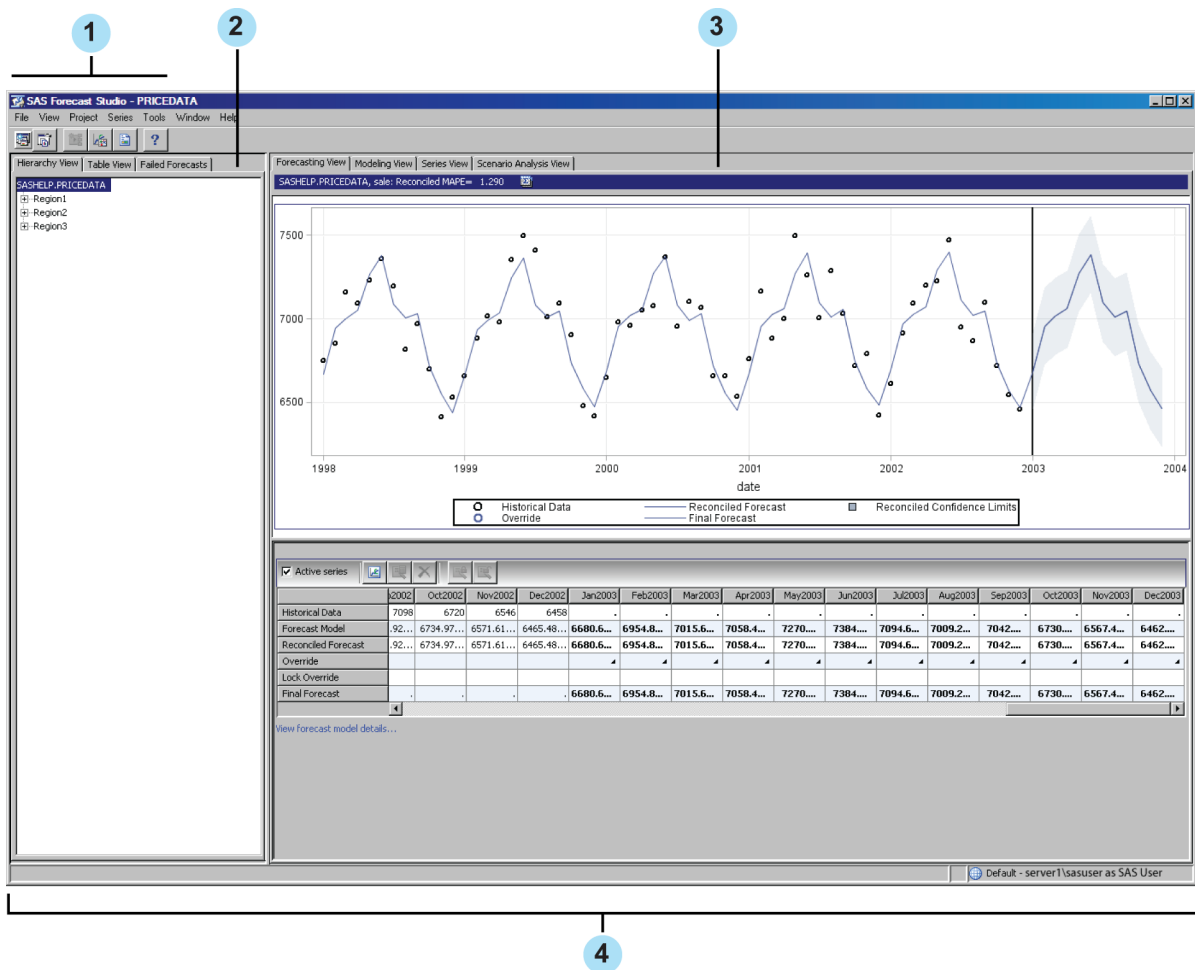 1
2
3
SAS Forecast Studio - PRICEDATA
File View Project Series Tools Window Help
?
Hierarchy View Table View Failed Forecasts
SASHELP.PRICEDATA
Region1
Region2
Region3
Forecasting View Modeling View Series View Scenario Analysis View
SASHELP.PRICEDATA, sale: Reconciled MAPE= 1.290
7500
7000
6500
1998 1999 2000 2001 2002 2003 2004
date
Historical Data Reconciled Forecast Reconciled Confidence Limits
Override Final Forecast
Active series
2002 Oct2002 Nov2002 Dec2002 Jan2003 Feb2003 Mar2003 Apr2003 May2003 Jun2003 Jul2003 Aug2003 Sep2003 Oct2003 Nov2003 Dec2003
Historical Data 7098 6720 6546 6458 . . . . . . . . . . . .
Forecast Model .92... 6734.97... 6571.61... 6465.48... 6680.6... 6954.8... 7015.6... 7058.4... 7270.... 7384.... 7094.6... 7009.2... 7042.... 6730.... 6567.4... 6462....
Reconciled Forecast .92... 6734.97... 6571.61... 6465.48... 6680.6... 6954.8... 7015.6... 7058.4... 7270.... 7384.... 7094.6... 7009.2... 7042.... 6730.... 6567.4... 6462....
Override
Lock Override
Final Forecast . . . . 6680.6... 6954.8... 7015.6... 7058.4... 7270.... 7384.... 7094.6... 7009.2... 7042.... 6730.... 6567.4... 6462....
View forecast model details...
Default - server1\sasuser as SAS User
4